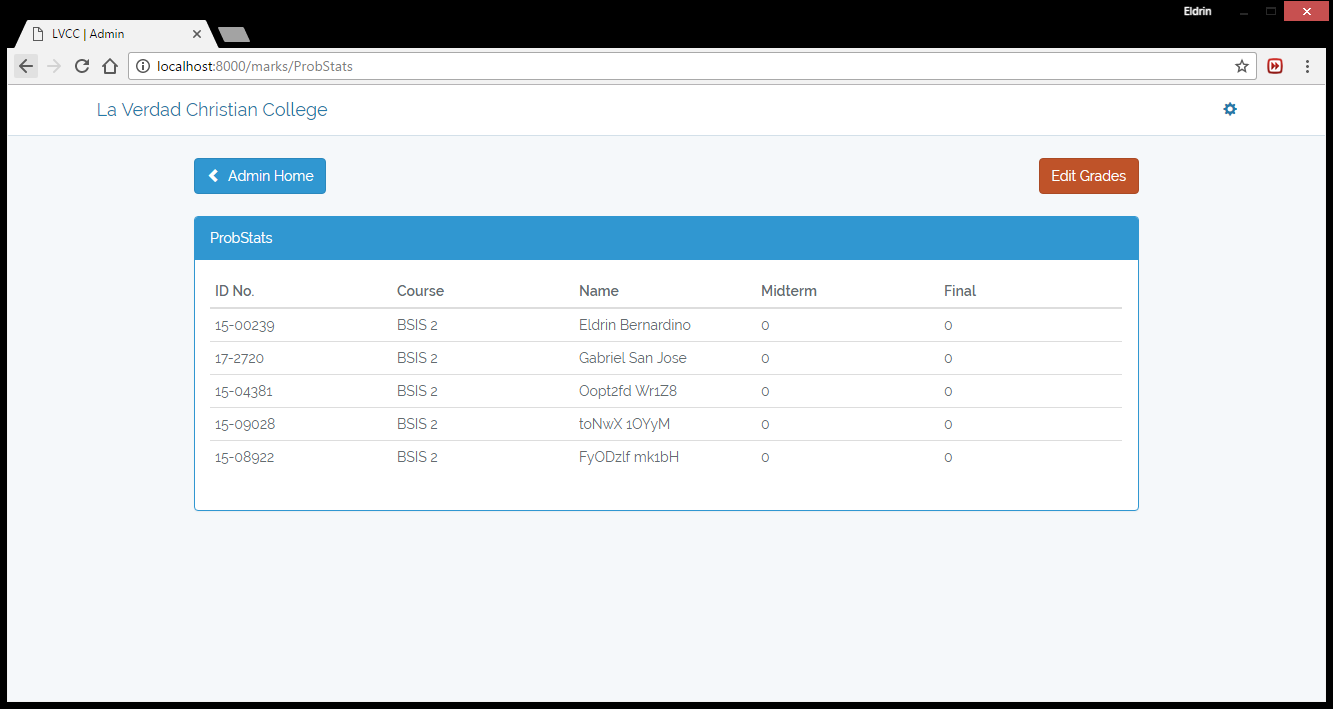 Eldrin
LVCC | Admin
localhost:8000/marks/ProbStats
La Verdad Christian College
Admin Home
Edit Grades
ProbStats
ID No. Course Name Midterm Final
15-00239 BSIS 2 Eldrin Bernardino 0 0
17-2720 BSIS 2 Gabriel San Jose 0 0
15-04381 BSIS 2 Oopt2fd Wr1Z8 0 0
15-09028 BSIS 2 toNwX 1OYyM 0 0
15-08922 BSIS 2 FyODzlf mk1bH 0 0